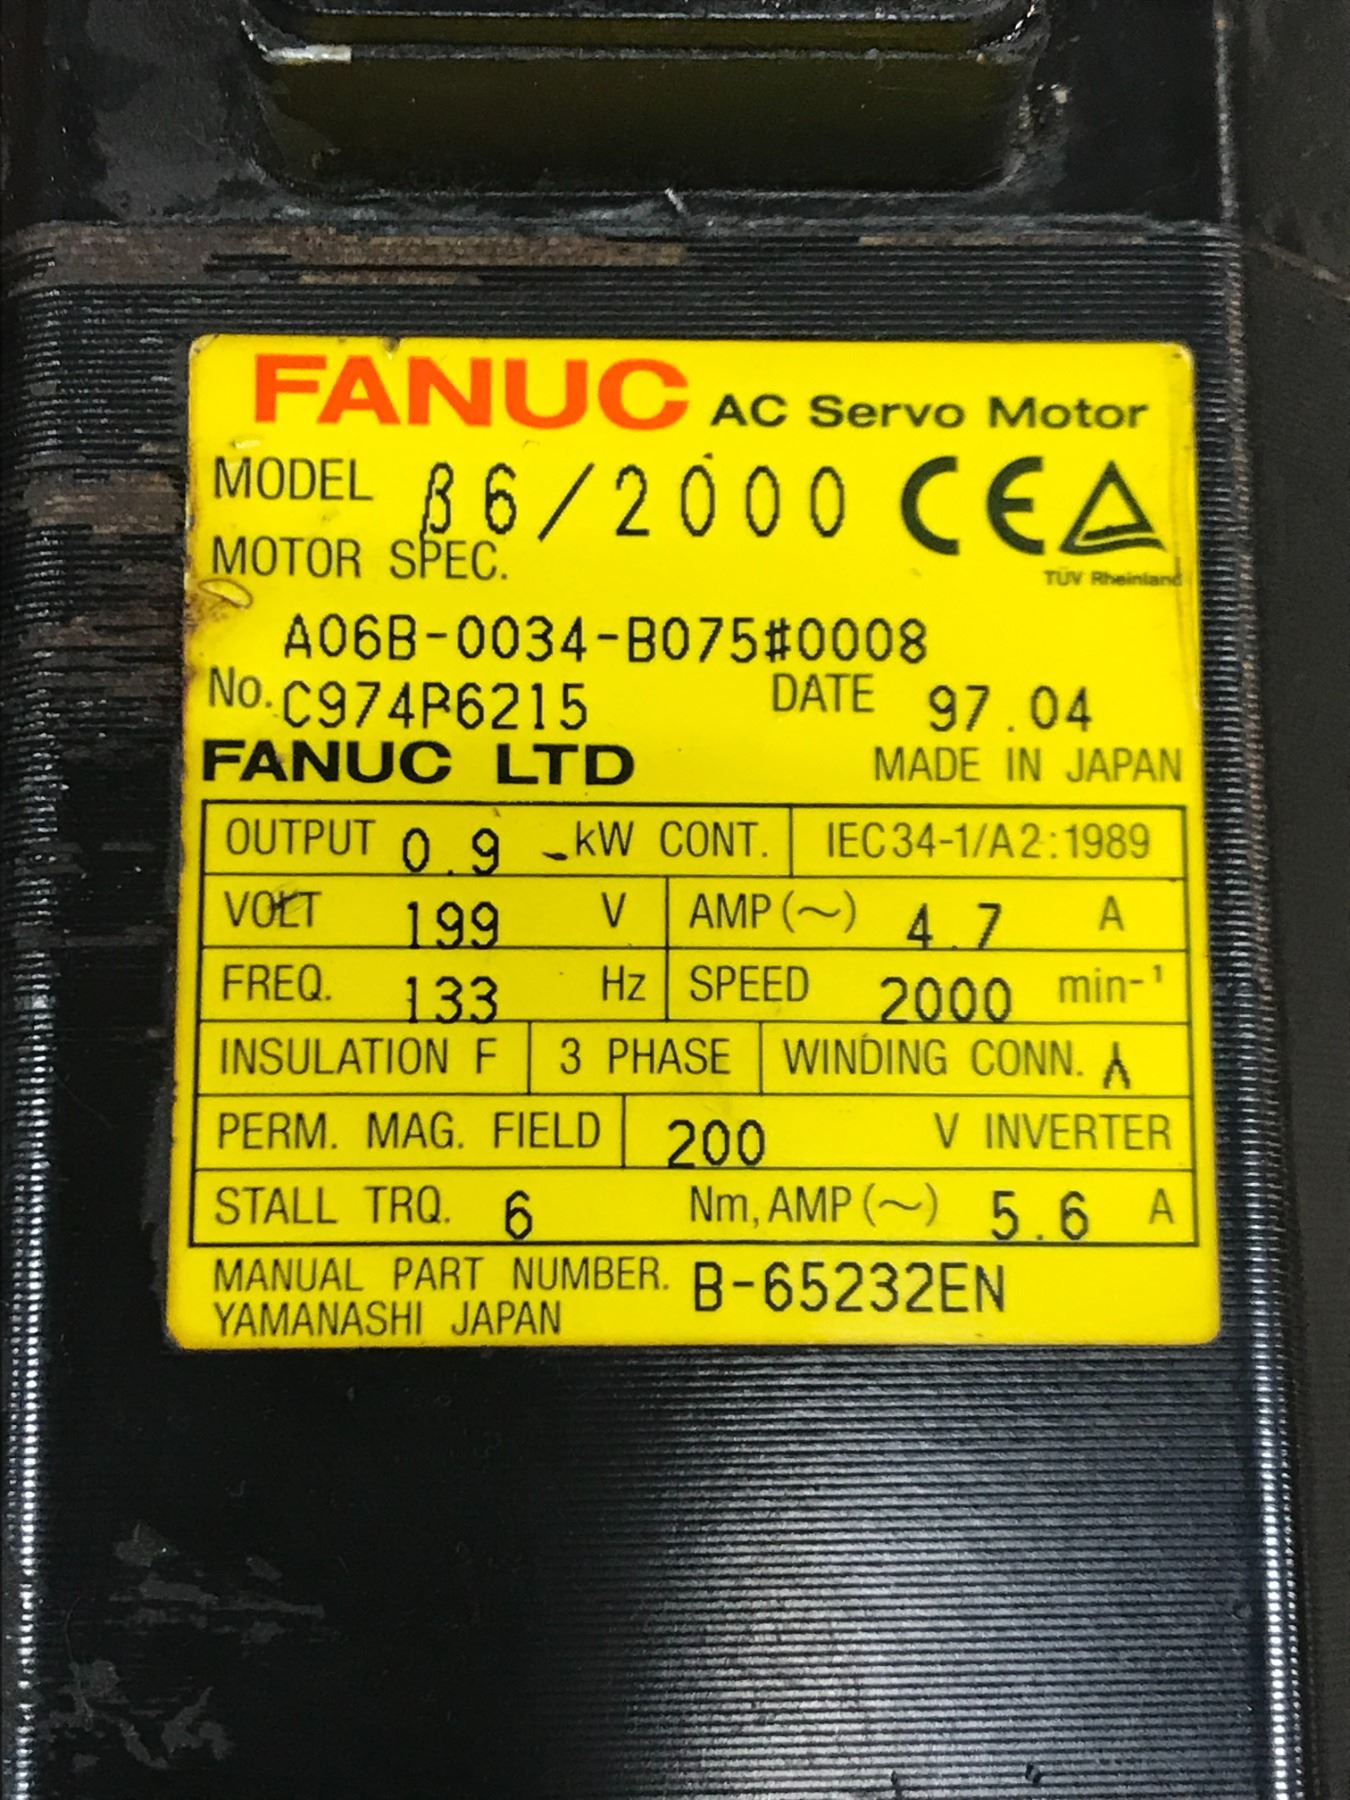 FANUC AC Servo Motor
MODEL β6/2000 CE
TÜV Rheinland
MOTOR SPEC.
A06B-0034-B075#0008
No. DATE 97.04
FANUC LTD MADE IN JAPAN
OUTPUT 0.9 kW CONT. IEC34-1/A2:1989
VOLT 199 V AMP(~) 4.7 A
FREQ. 133 Hz SPEED 2000 min-¹
INSULATION F 3 PHASE WINDING CONN.
PERM. MAG. FIELD 200 V INVERTER
STALL TRQ. 6 Nm, AMP(~) 5.6 A
MANUAL PART NUMBER. B-65232EN
YAMANASHI JAPAN